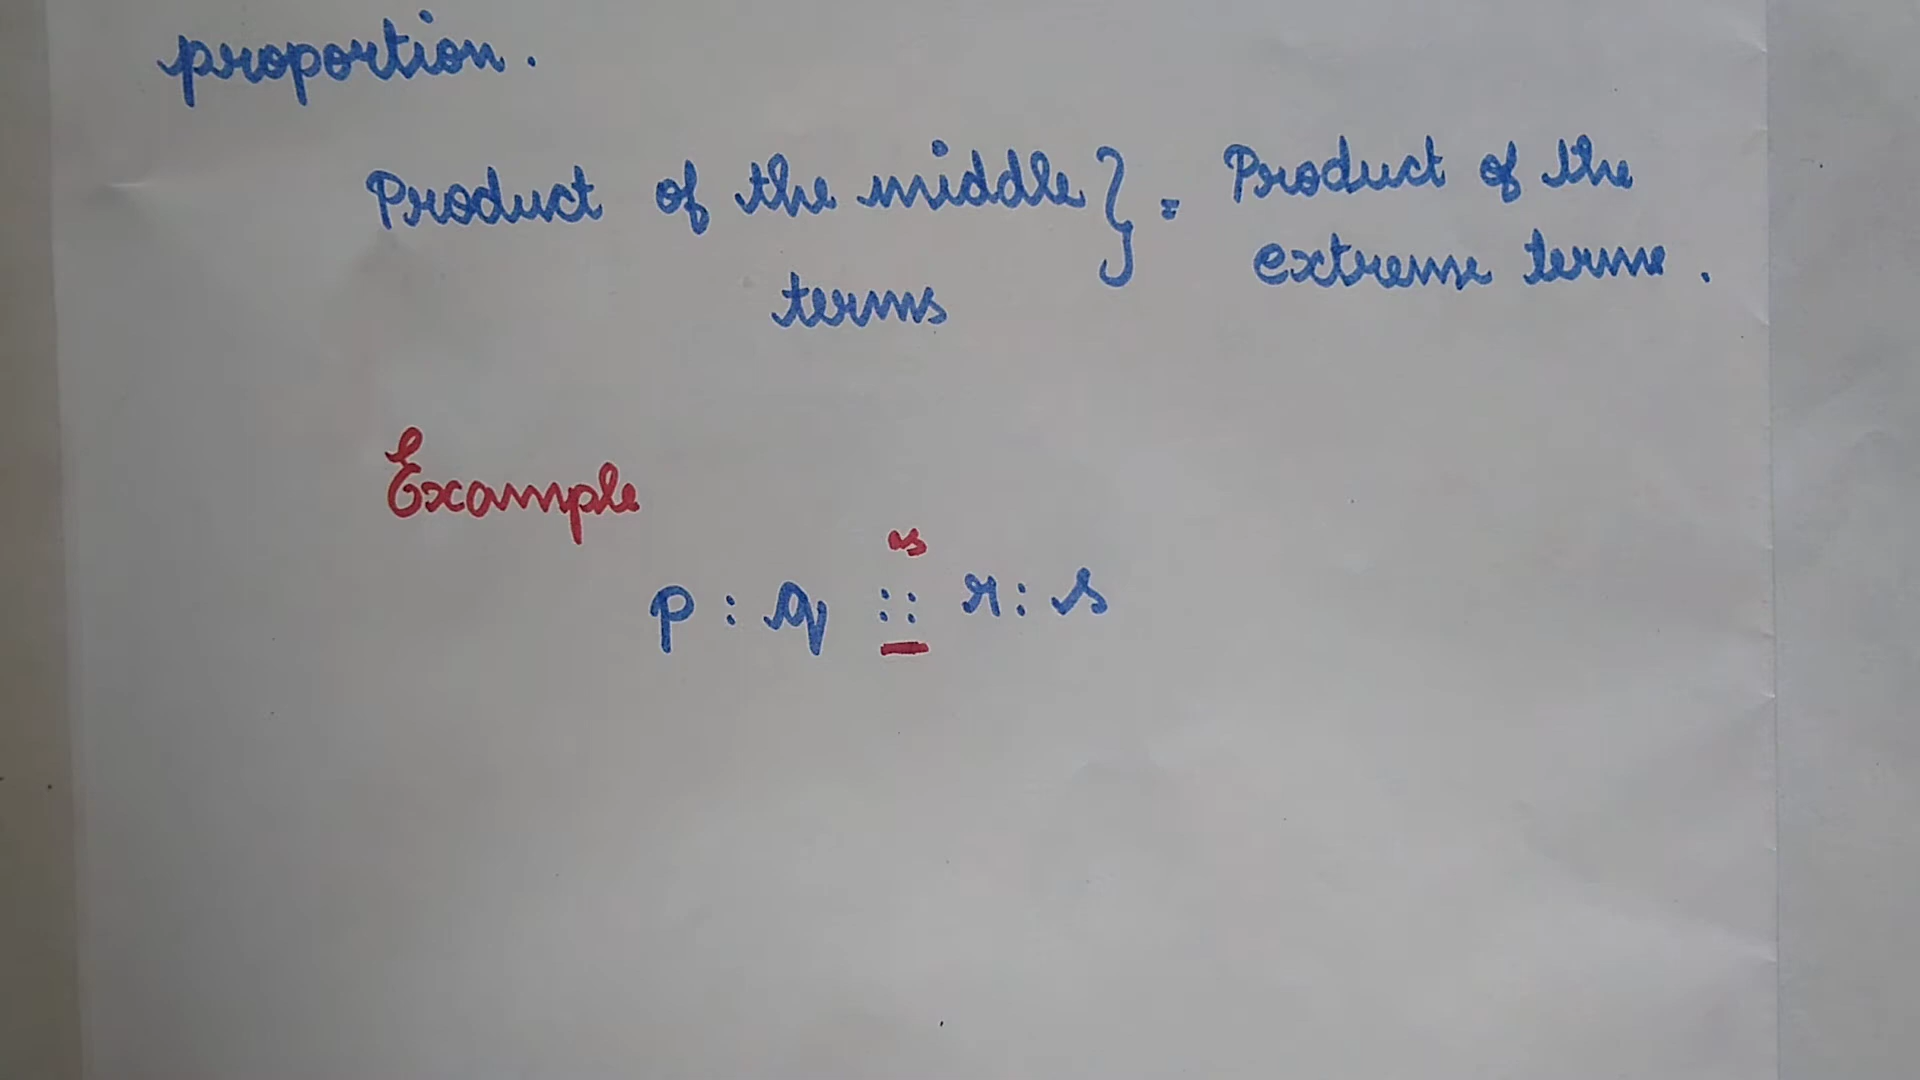 proportion.
Product of the middle } = Product of the
terms
extreme terms.
Example
as
p : q :: r : s